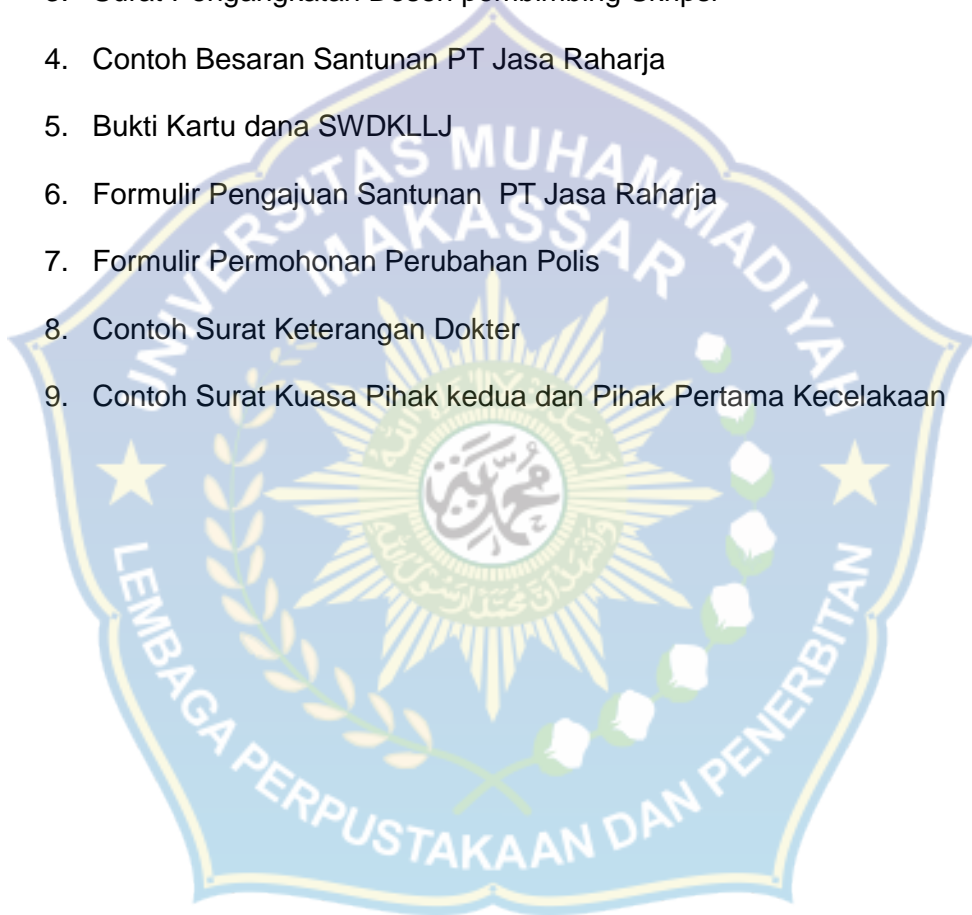 4. Contoh Besaran Santunan PT Jasa Raharja
5. Bukti Kartu dana SWDKLLJ
6. Formulir Pengajuan Santunan PT Jasa Raharja
7. Formulir Permohonan Perubahan Polis
8. Contoh Surat Keterangan Dokter
9. Contoh Surat Kuasa Pihak kedua dan Pihak Pertama Kecelakaan
UNIVERSITAS MUHAMMADIYAH
MAKASSAR
محمد
LEMBAGA PERPUSTAKAAN DAN PENERBITAN